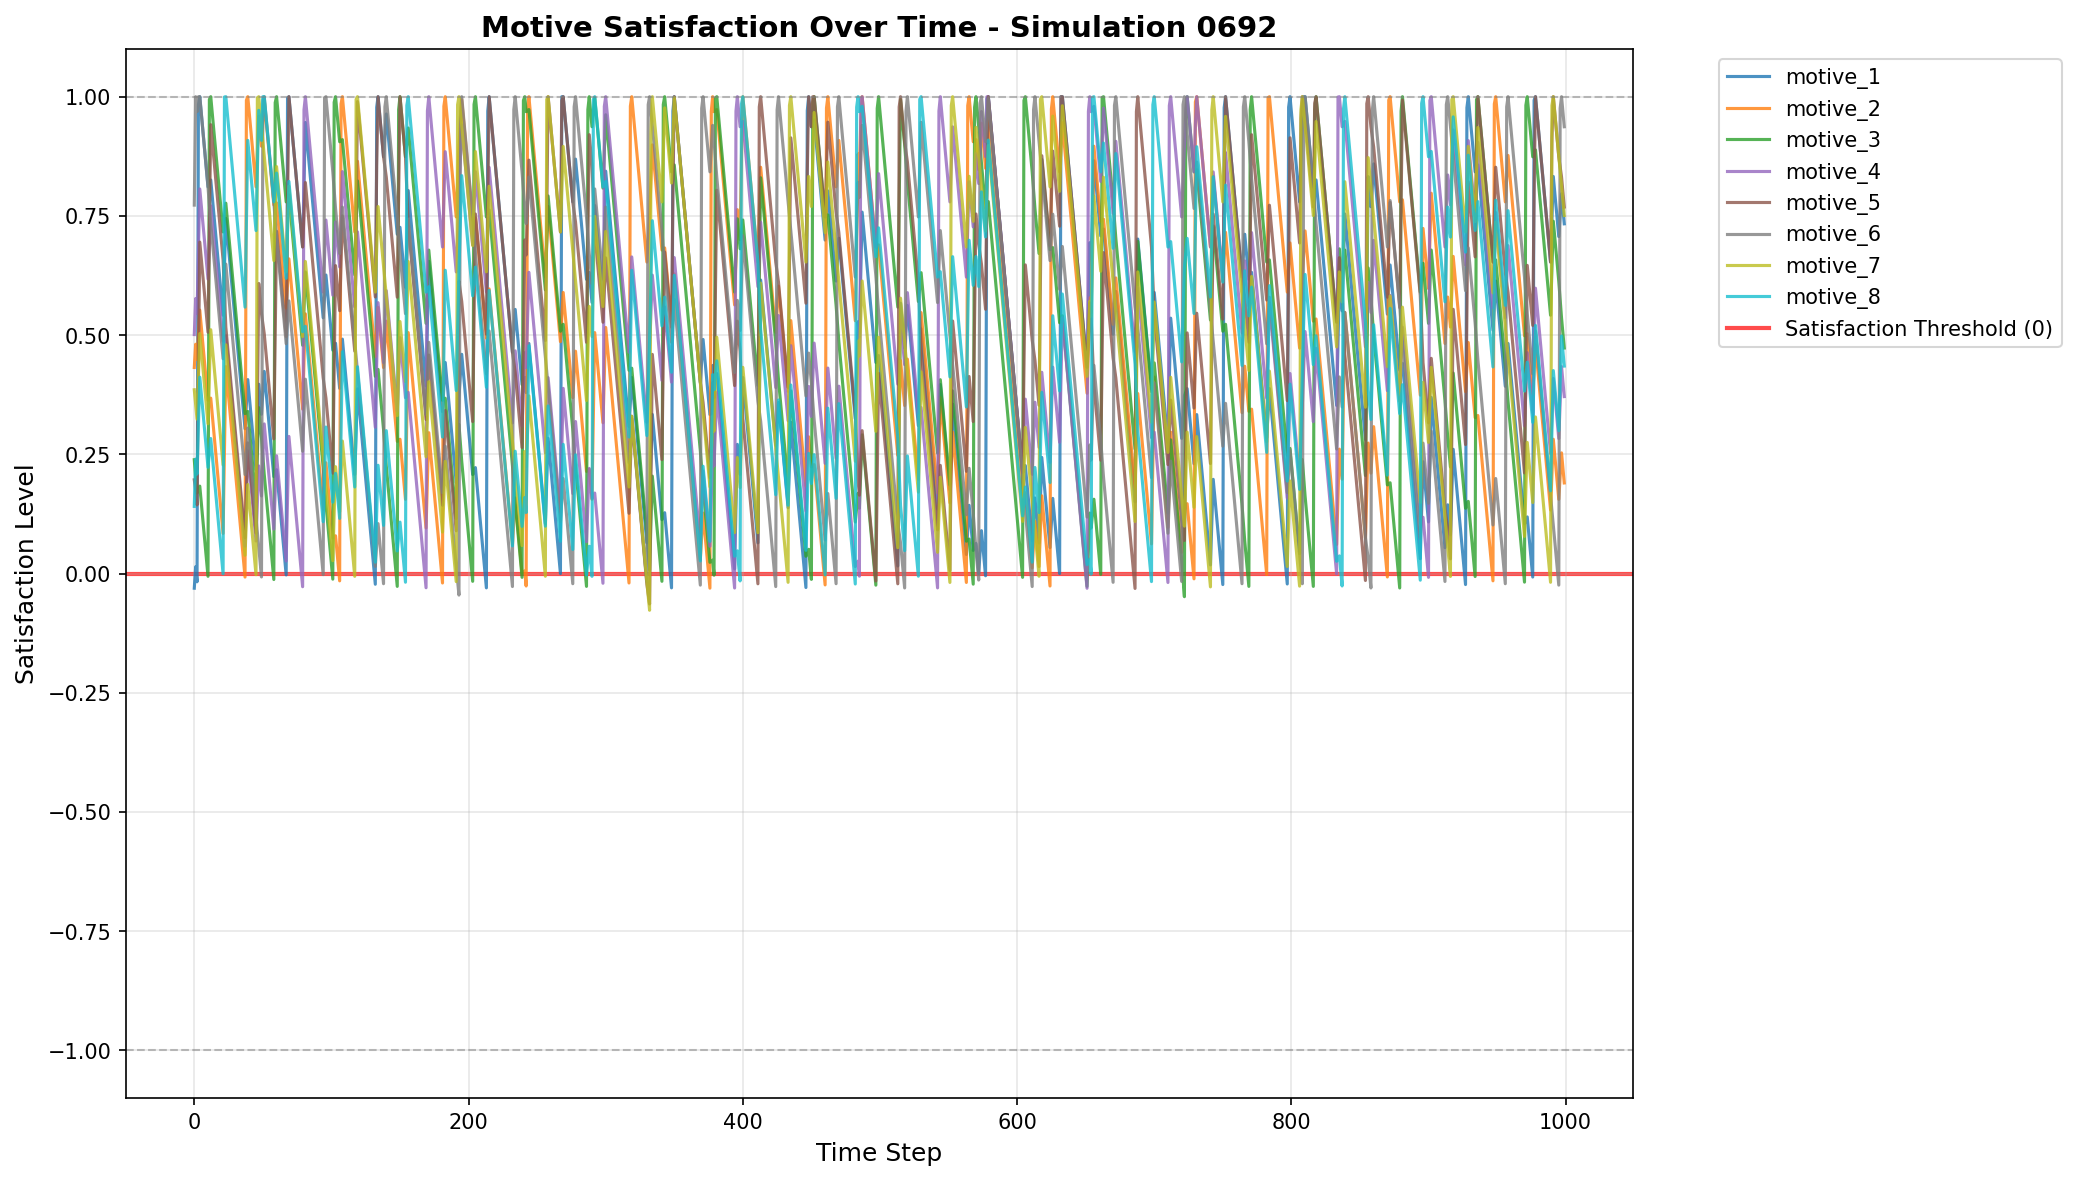 Motive Satisfaction Over Time - Simulation 0692
Satisfaction Level
1.00
0.75
0.50
0.25
0.00
−0.25
−0.50
−0.75
−1.00
0
200
400
600
800
1000
Time Step
motive_1
motive_2
motive_3
motive_4
motive_5
motive_6
motive_7
motive_8
Satisfaction Threshold (0)